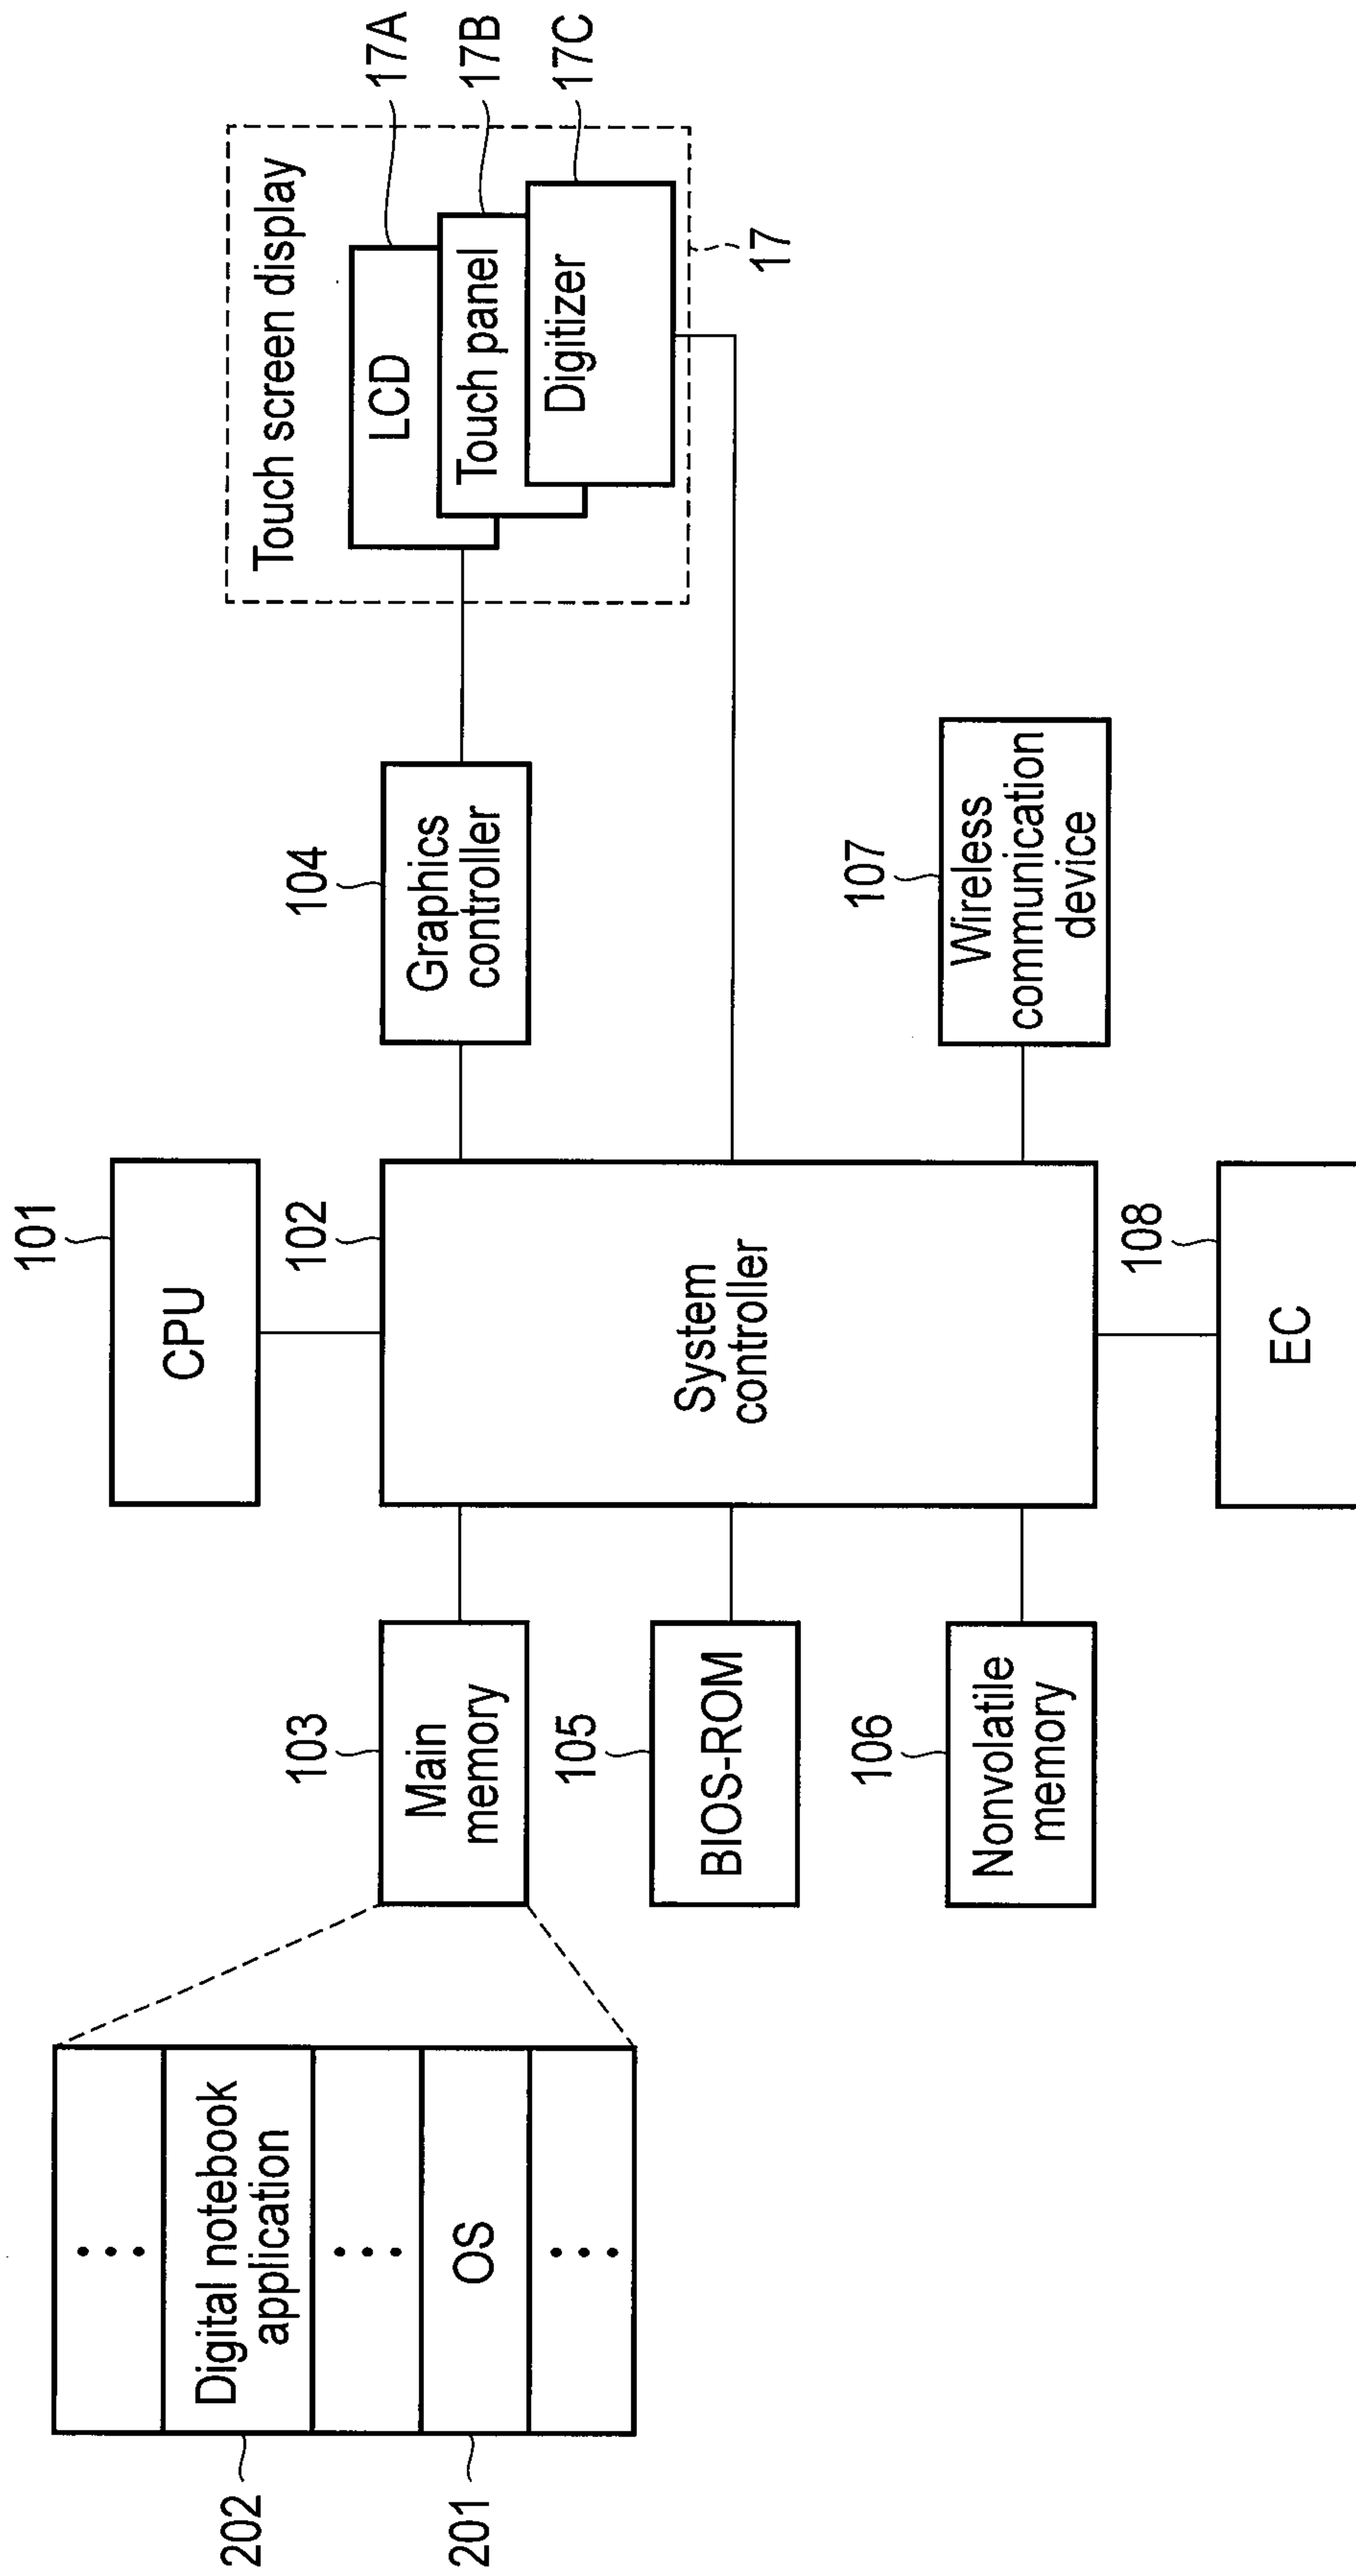 101
CPU
102
System
controller
103
Main
memory
104
Graphics
controller
Touch screen display
LCD
Touch panel
Digitizer
17A
17B
17C
17
202
Digital notebook
application
201
OS
105
BIOS-ROM
106
Nonvolatile
memory
107
Wireless
communication
device
108
EC